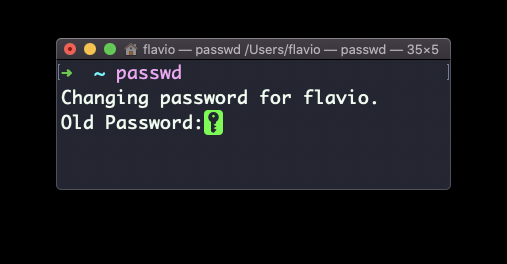 flavio — passwd /Users/flavio — passwd — 35×5
➜ ~ passwd
Changing password for flavio.
Old Password: